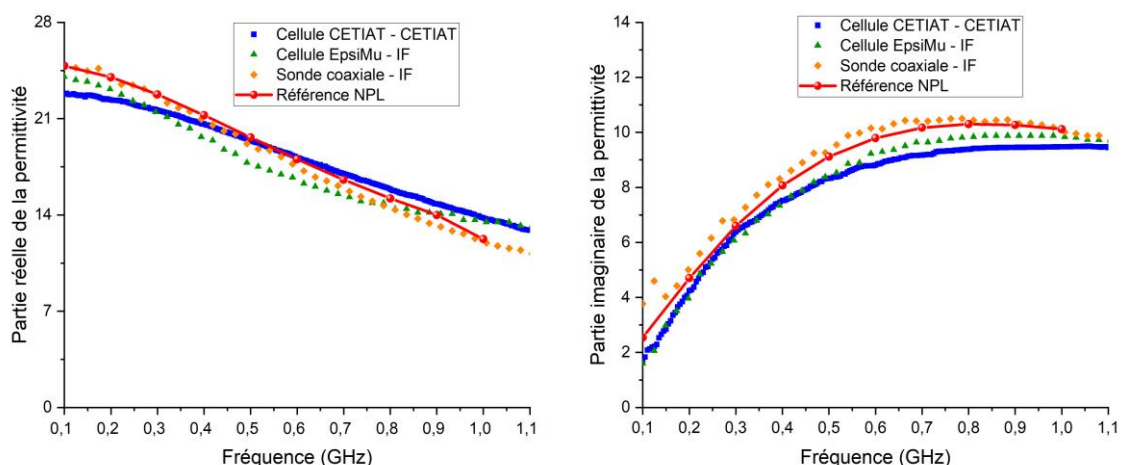 Partie réelle de la permittivité
28
21
14
7
0
Cellule CETIAT - CETIAT
Cellule EpsiMu - IF
Sonde coaxiale - IF
Référence NPL
0,1 0,2 0,3 0,4 0,5 0,6 0,7 0,8 0,9 1,0 1,1
Fréquence (GHz)
Partie imaginaire de la permittivité
14
12
10
8
6
4
2
0
Cellule CETIAT - CETIAT
Cellule EpsiMu - IF
Sonde coaxiale - IF
Référence NPL
0,1 0,2 0,3 0,4 0,5 0,6 0,7 0,8 0,9 1,0 1,1
Fréquence (GHz)